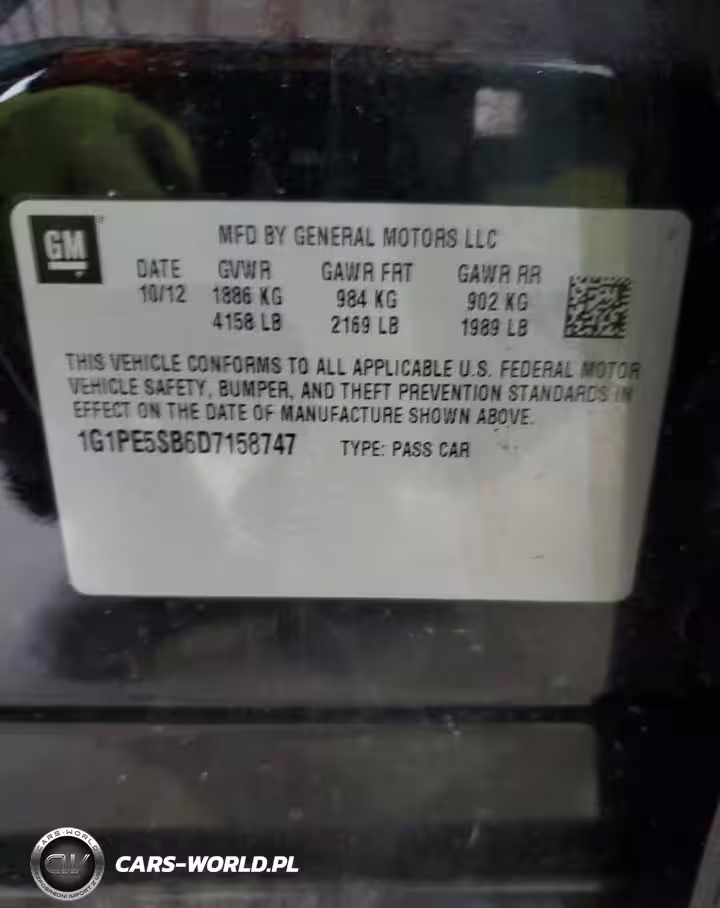 GM
MFD BY GENERAL MOTORS LLC
DATE GVWR GAWR FRT GAWR RR
10/12 1886 KG 984 KG 902 KG
4158 LB 2169 LB 1989 LB
THIS VEHICLE CONFORMS TO ALL APPLICABLE U.S. FEDERAL MOTOR
VEHICLE SAFETY, BUMPER, AND THEFT PREVENTION STANDARDS IN
EFFECT ON THE DATE OF MANUFACTURE SHOWN ABOVE.
1G1PE5SB6D7158747 TYPE: PASS CAR
CARS-WORLD
CW
CARS-WORLD.PL